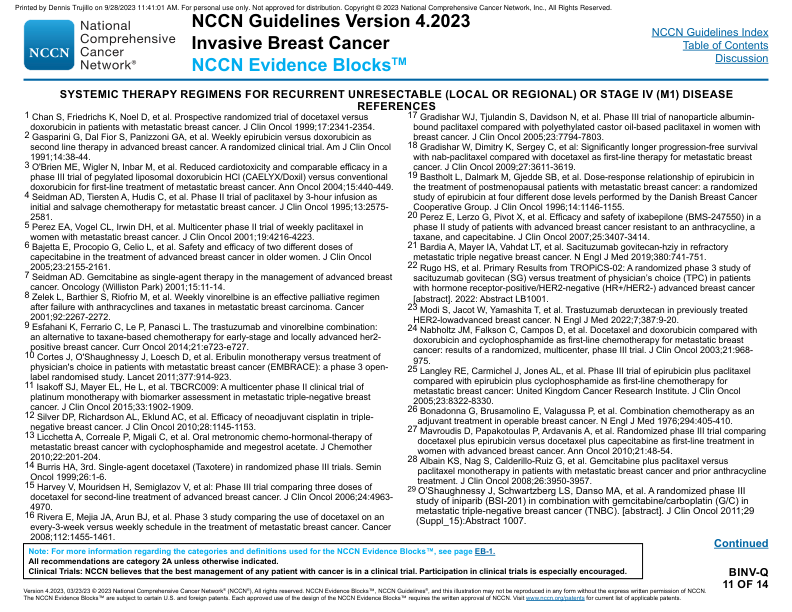 Printed by Dennis Trujillo on 9/28/2023 11:41:01 AM. For personal use only. Not approved for distribution. Copyright © 2023 National Comprehensive Cancer Network, Inc., All Rights Reserved.
NCCN
National
Comprehensive
Cancer
Network®
NCCN Guidelines Version 4.2023
Invasive Breast Cancer
NCCN Evidence Blocks™
NCCN Guidelines Index
Table of Contents
Discussion
SYSTEMIC THERAPY REGIMENS FOR RECURRENT UNRESECTABLE (LOCAL OR REGIONAL) OR STAGE IV (M1) DISEASE
REFERENCES
1 Chan S, Friedrichs K, Noel D, et al. Prospective randomized trial of docetaxel versus
doxorubicin in patients with metastatic breast cancer. J Clin Oncol 1999;17:2341-2354.
2 Gasparini G, Dal Fior S, Panizzoni GA, et al. Weekly epirubicin versus doxorubicin as
second line therapy in advanced breast cancer. A randomized clinical trial. Am J Clin Oncol
1991;14:38-44.
3 O'Brien ME, Wigler N, Inbar M, et al. Reduced cardiotoxicity and comparable efficacy in a
phase III trial of pegylated liposomal doxorubicin HCl (CAELYX/Doxil) versus conventional
doxorubicin for first-line treatment of metastatic breast cancer. Ann Oncol 2004;15:440-449.
4 Seidman AD, Tiersten A, Hudis C, et al. Phase II trial of paclitaxel by 3-hour infusion as
initial and salvage chemotherapy for metastatic breast cancer. J Clin Oncol 1995;13:2575-
2581.
5 Perez EA, Vogel CL, Irwin DH, et al. Multicenter phase II trial of weekly paclitaxel in
women with metastatic breast cancer. J Clin Oncol 2001;19:4216-4223.
6 Bajetta E, Procopio G, Celio L, et al. Safety and efficacy of two different doses of
capecitabine in the treatment of advanced breast cancer in older women. J Clin Oncol
2005;23:2155-2161.
7 Seidman AD. Gemcitabine as single-agent therapy in the management of advanced breast
cancer. Oncology (Williston Park) 2001;15:11-14.
8 Zelek L, Barthier S, Riofrio M, et al. Weekly vinorelbine is an effective palliative regimen
after failure with anthracyclines and taxanes in metastatic breast carcinoma. Cancer
2001;92:2267-2272.
9 Esfahani K, Ferrario C, Le P, Panasci L. The trastuzumab and vinorelbine combination:
an alternative to taxane-based chemotherapy for early-stage and locally advanced her2-
positive breast cancer. Curr Oncol 2014;21:e723-e727.
10 Cortes J, O'Shaughnessy J, Loesch D, et al. Eribulin monotherapy versus treatment of
physician's choice in patients with metastatic breast cancer (EMBRACE): a phase 3 open-
label randomised study. Lancet 2011;377:914-923.
11 Isakoff SJ, Mayer EL, He L, et al. TBCRC009: A multicenter phase II clinical trial of
platinum monotherapy with biomarker assessment in metastatic triple-negative breast
cancer. J Clin Oncol 2015;33:1902-1909.
12 Silver DP, Richardson AL, Eklund AC, et al. Efficacy of neoadjuvant cisplatin in triple-
negative breast cancer. J Clin Oncol 2010;28:1145-1153.
13 Licchetta A, Correale P, Migali C, et al. Oral metronomic chemo-hormonal-therapy of
metastatic breast cancer with cyclophosphamide and megestrol acetate. J Chemother
2010;22:201-204.
14 Burris HA, 3rd. Single-agent docetaxel (Taxotere) in randomized phase III trials. Semin
Oncol 1999;26:1-6.
15 Harvey V, Mouridsen H, Semiglazov V, et al: Phase III trial comparing three doses of
docetaxel for second-line treatment of advanced breast cancer. J Clin Oncol 2006;24:4963-
4970.
16 Rivera E, Mejia JA, Arun BJ, et al. Phase 3 study comparing the use of docetaxel on an
every-3-week versus weekly schedule in the treatment of metastatic breast cancer. Cancer
2008;112:1455-1461.
17 Gradishar WJ, Tjulandin S, Davidson N, et al. Phase III trial of nanoparticle albumin-
bound paclitaxel compared with polyethylated castor oil-based paclitaxel in women with
breast cancer. J Clin Oncol 2005;23:7794-7803.
18 Gradishar W, Dimitry K, Sergey C, et al: Significantly longer progression-free survival
with nab-paclitaxel compared with docetaxel as first-line therapy for metastatic breast
cancer. J Clin Oncol 2009;27:3611-3619.
19 Bastholt L, Dalmark M, Gjedde SB, et al. Dose-response relationship of epirubicin in
the treatment of postmenopausal patients with metastatic breast cancer: a randomized
study of epirubicin at four different dose levels performed by the Danish Breast Cancer
Cooperative Group. J Clin Oncol 1996;14:1146-1155.
20 Perez E, Lerzo G, Pivot X, et al. Efficacy and safety of ixabepilone (BMS-247550) in a
phase II study of patients with advanced breast cancer resistant to an anthracycline, a
taxane, and capecitabine. J Clin Oncol 2007;25:3407-3414.
21 Bardia A, Mayer IA, Vahdat LT, et al. Sacituzumab govitecan-hziy in refractory
metastatic triple negative breast cancer. N Engl J Med 2019;380:741-751.
22 Rugo HS, et al. Primary Results from TROPiCS-02: A randomized phase 3 study of
sacituzumab govitecan (SG) versus treatment of physician's choice (TPC) in patients
with hormone receptor-positive/HER2-negative (HR+/HER2-) advanced breast cancer
[abstract]. 2022: Abstract LB1001.
23 Modi S, Jacot W, Yamashita T, et al. Trastuzumab deruxtecan in previously treated
HER2-lowadvanced breast cancer. N Engl J Med 2022;7;387:9-20.
24 Nabholtz JM, Falkson C, Campos D, et al. Docetaxel and doxorubicin compared with
doxorubicin and cyclophosphamide as first-line chemotherapy for metastatic breast
cancer: results of a randomized, multicenter, phase III trial. J Clin Oncol 2003;21:968-
975.
25 Langley RE, Carmichel J, Jones AL, et al. Phase III trial of epirubicin plus paclitaxel
compared with epirubicin plus cyclophosphamide as first-line chemotherapy for
metastatic breast cancer: United Kingdom Cancer Research Institute. J Clin Oncol
2005;23:8322-8330.
26 Bonadonna G, Brusamolino E, Valagussa P, et al. Combination chemotherapy as an
adjuvant treatment in operable breast cancer. N Engl J Med 1976;294:405-410.
27 Mavroudis D, Papakotoulas P, Ardavanis A, et al. Randomized phase III trial comparing
docetaxel plus epirubicin versus docetaxel plus capecitabine as first-line treatment in
women with advanced breast cancer. Ann Oncol 2010;21:48-54.
28 Albain KS, Nag S, Calderillo-Ruiz G, et al. Gemcitabine plus paclitaxel versus
paclitaxel monotherapy in patients with metastatic breast cancer and prior anthracycline
treatment. J Clin Oncol 2008;26:3950-3957.
29 O'Shaughnessy J, Schwartzberg LS, Danso MA, et al. A randomized phase III
study of iniparib (BSI-201) in combination with gemcitabine/carboplatin (G/C) in
metastatic triple-negative breast cancer (TNBC). [abstract]. J Clin Oncol 2011;29
(Suppl_15):Abstract 1007.
Continued
Note: For more information regarding the categories and definitions used for the NCCN Evidence Blocks™, see page EB-1.
All recommendations are category 2A unless otherwise indicated.
Clinical Trials: NCCN believes that the best management of any patient with cancer is in a clinical trial. Participation in clinical trials is especially encouraged.
BINV-Q
11 OF 14
Version 4.2023, 03/23/23 © 2023 National Comprehensive Cancer Network® (NCCN®), All rights reserved. NCCN Evidence Blocks™, NCCN Guidelines®, and this illustration may not be reproduced in any form without the express written permission of NCCN.
The NCCN Evidence Blocks™ are subject to certain U.S. and foreign patents. Each approved use of the design of the NCCN Evidence Blocks™ requires the written approval of NCCN. Visit www.nccn.org/patents for current list of applicable patents.